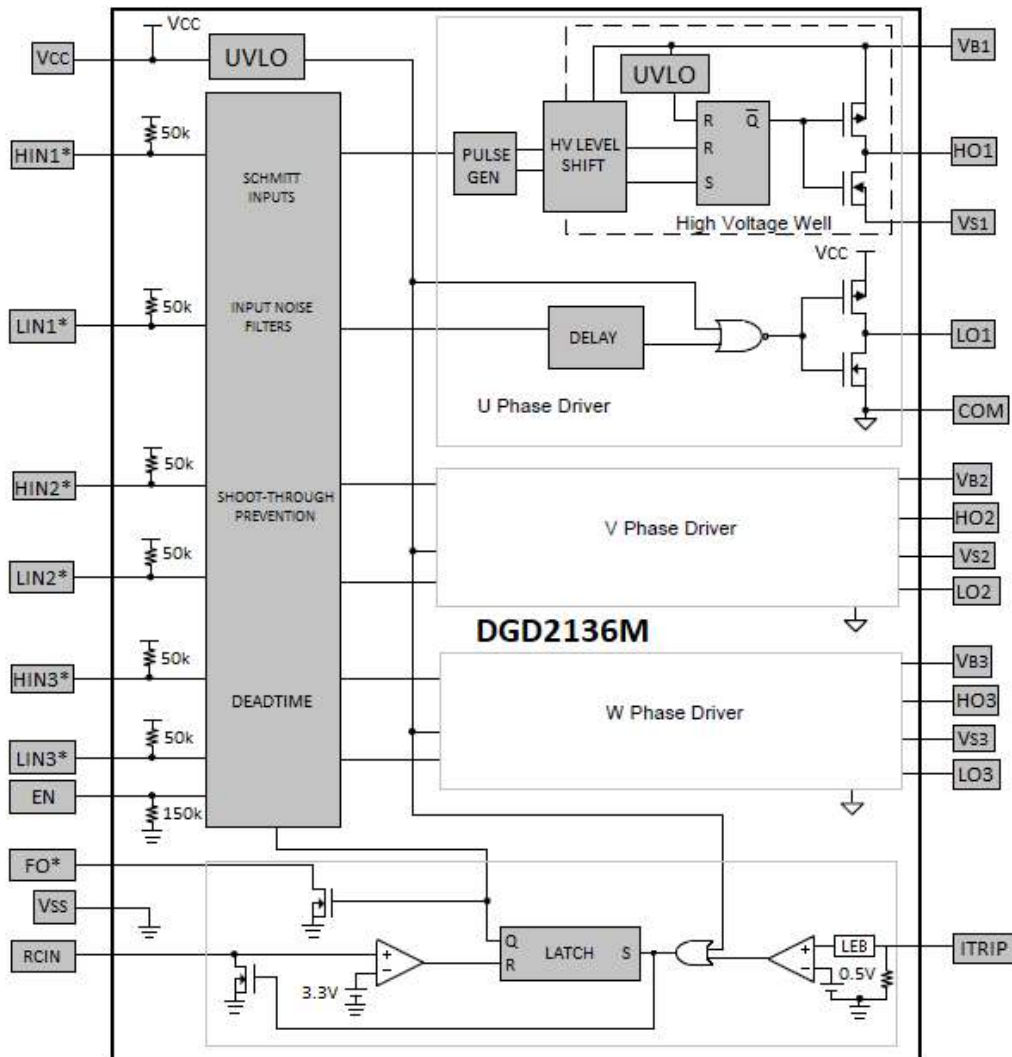 VCC
VCC
UVLO
VB1
UVLO
50k
HIN1*
R
Q
PULSE
GEN
HV LEVEL
SHIFT
R
HO1
SCHMITT
INPUTS
S
High Voltage Well
VS1
VCC
50k
INPUT NOISE
FILTERS
LIN1*
DELAY
LO1
U Phase Driver
COM
50k
HIN2*
SHOOT-THROUGH
PREVENTION
V Phase Driver
VB2
HO2
VS2
LO2
50k
LIN2*
DGD2136M
50k
HIN3*
DEADTIME
W Phase Driver
VB3
HO3
VS3
LO3
50k
LIN3*
EN
150k
FO*
VSS
RCIN
+
−
3.3V
Q
R
LATCH
S
+
−
LEB
0.5V
ITRIP